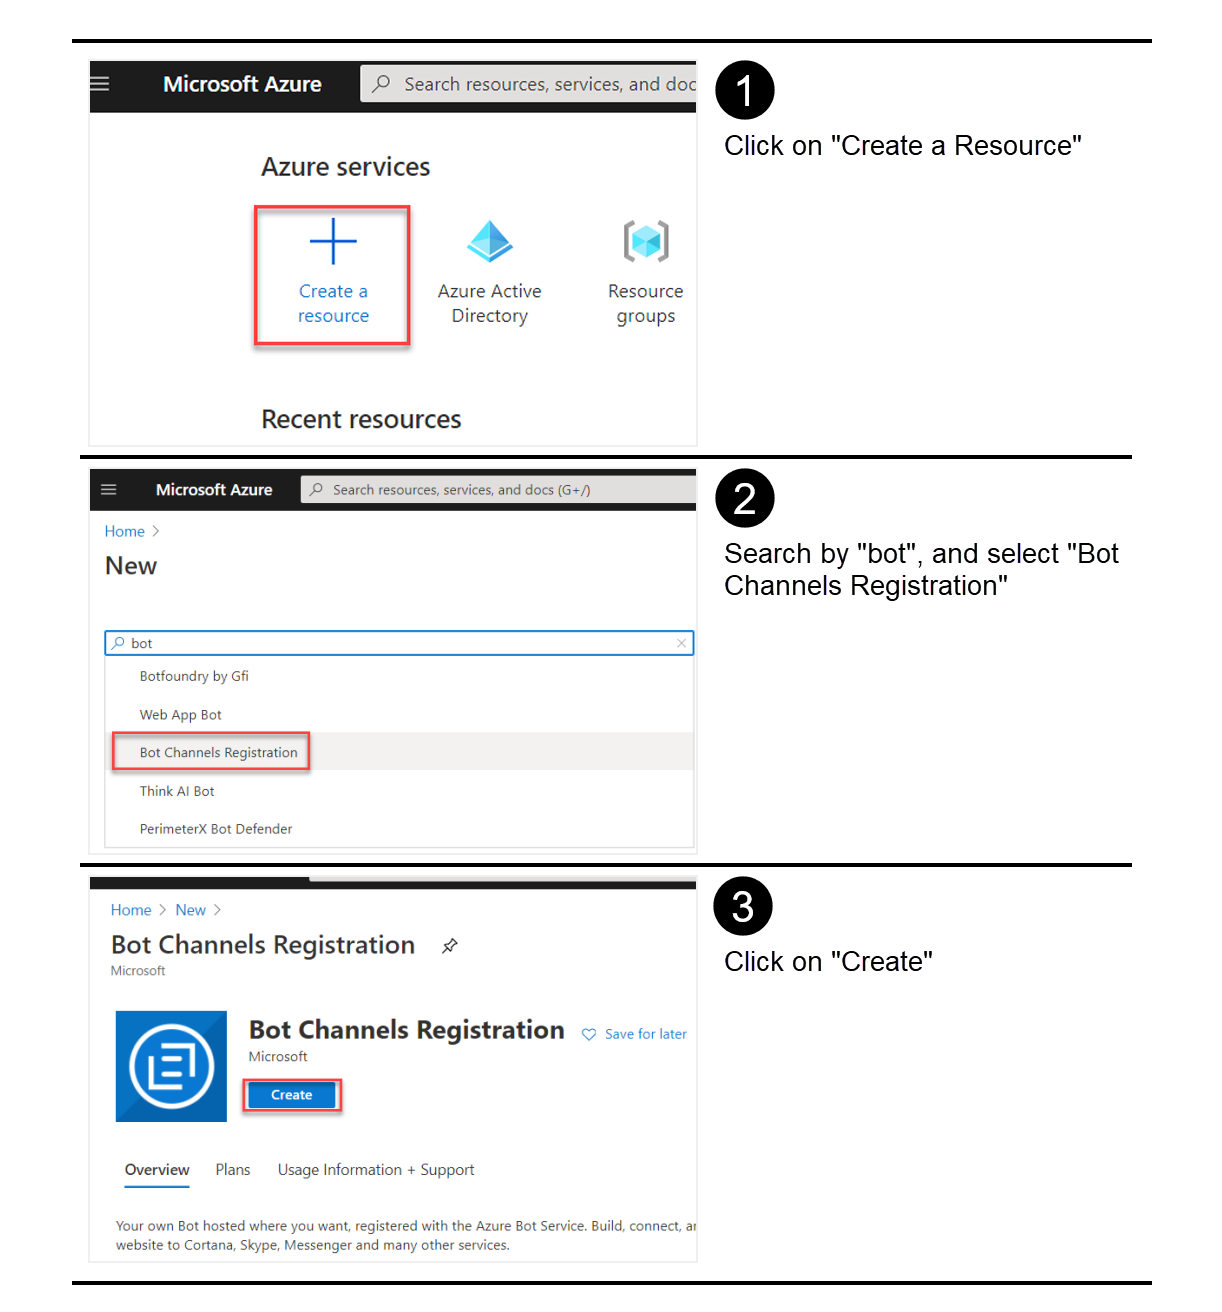 Microsoft Azure
Search resources, services, and doc
1
Click on "Create a Resource"
Azure services
Create a
resource
Azure Active
Directory
Resource
groups
Recent resources
Microsoft Azure
Search resources, services, and docs (G+/)
2
Search by "bot", and select "Bot
Channels Registration"
Home >
New
bot
Botfoundry by Gfi
Web App Bot
Bot Channels Registration
Think AI Bot
PerimeterX Bot Defender
3
Click on "Create"
Home > New >
Bot Channels Registration
Microsoft
Bot Channels Registration
Save for later
Microsoft
Create
Overview Plans Usage Information + Support
Your own Bot hosted where you want, registered with the Azure Bot Service. Build, connect, ar
website to Cortana, Skype, Messenger and many other services.